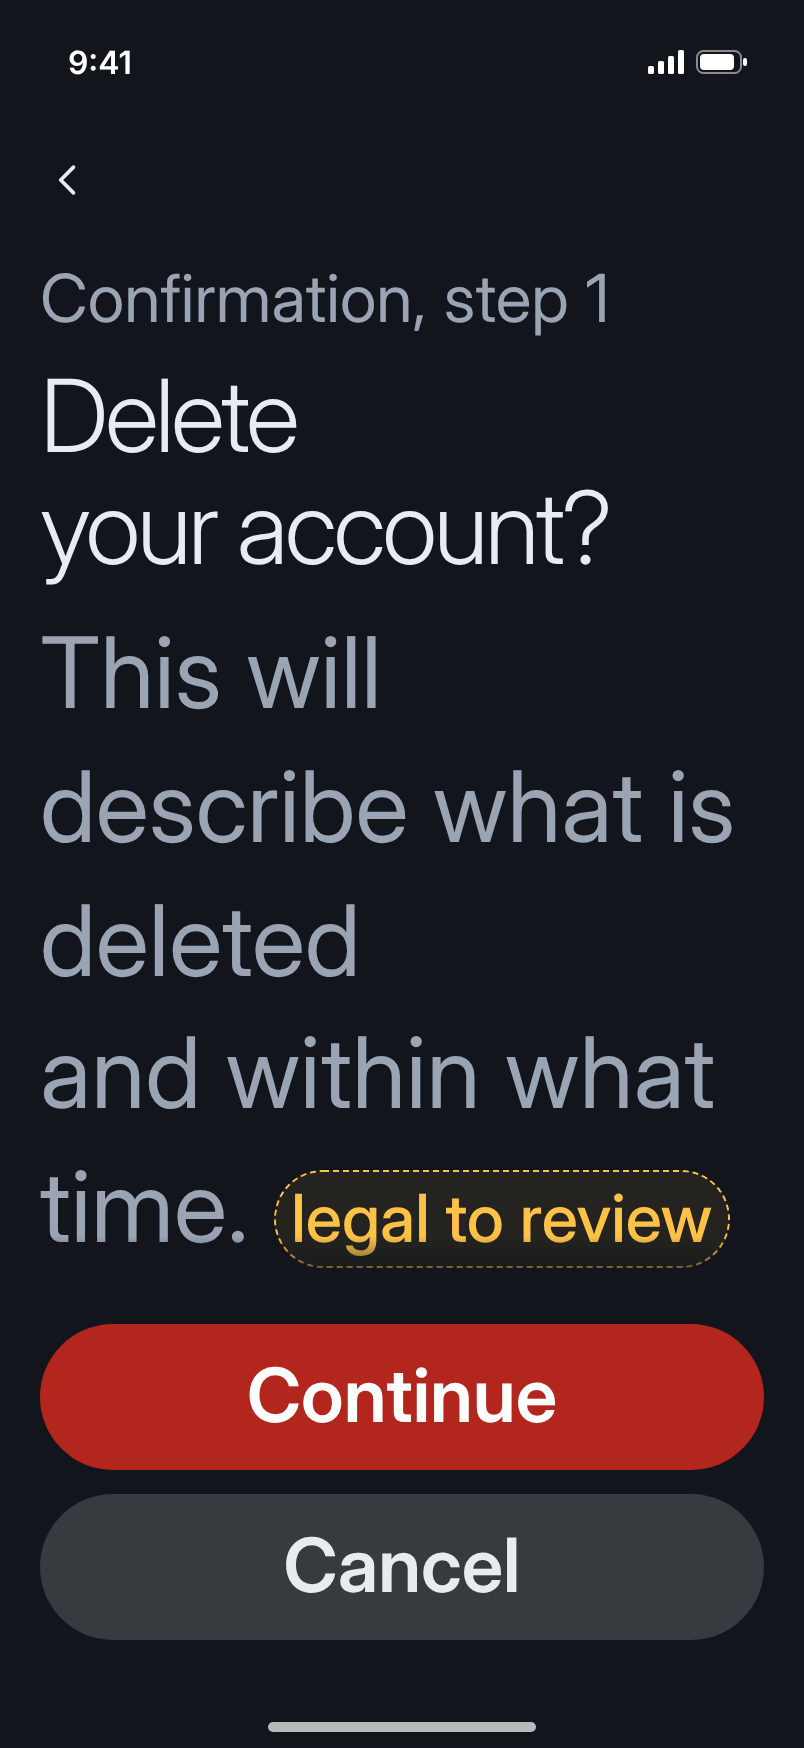 9:41
Confirmation, step 1
Delete
your account?
This will
describe what is
deleted
and within what
time. legal to review
Continue
Cancel